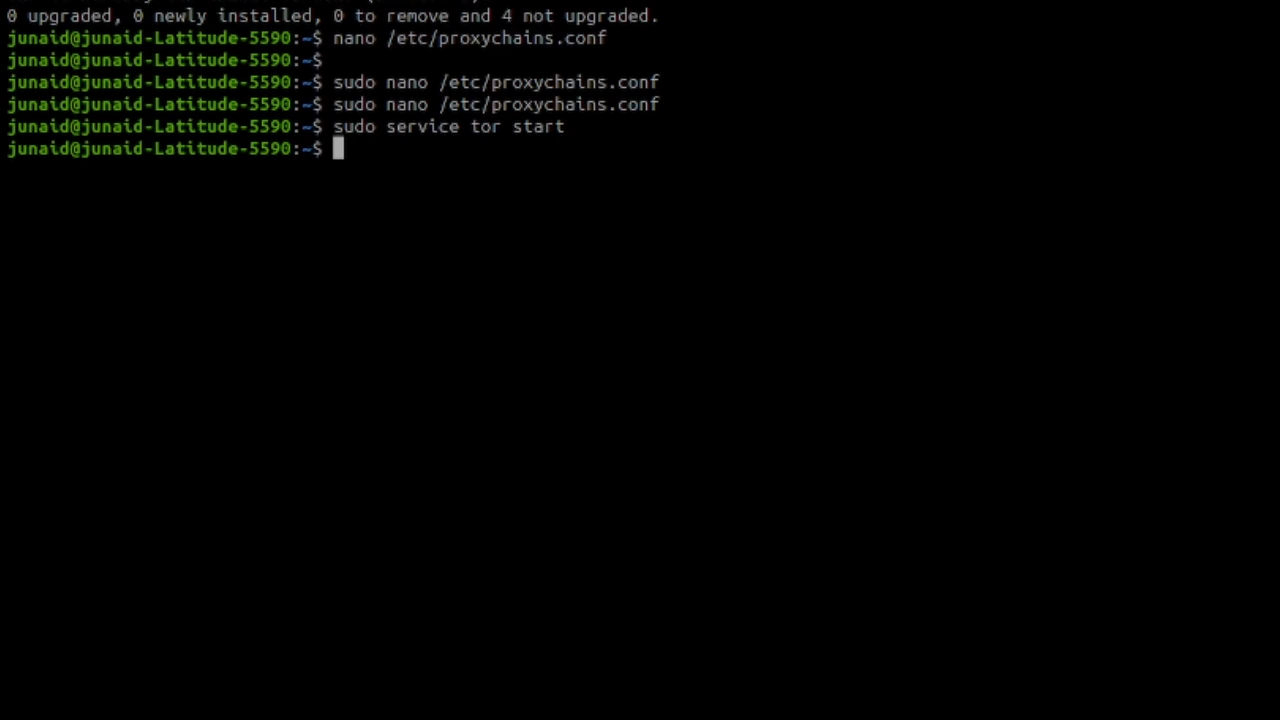 0 upgraded, 0 newly installed, 0 to remove and 4 not upgraded.
junaid@junaid-Latitude-5590:~$ nano /etc/proxychains.conf
junaid@junaid-Latitude-5590:~$
junaid@junaid-Latitude-5590:~$ sudo nano /etc/proxychains.conf
junaid@junaid-Latitude-5590:~$ sudo nano /etc/proxychains.conf
junaid@junaid-Latitude-5590:~$ sudo service tor start
junaid@junaid-Latitude-5590:~$